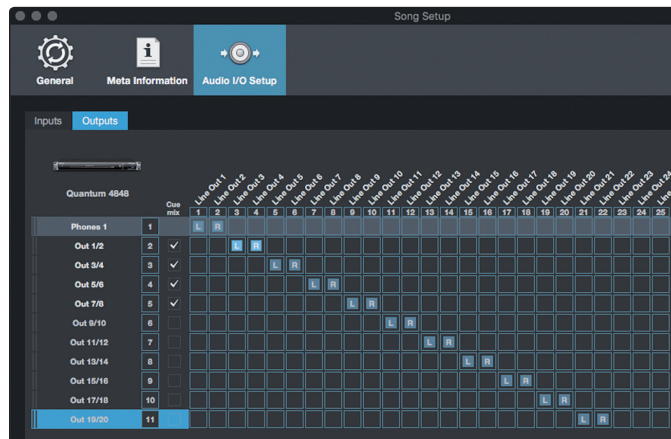 Song Setup
General
Meta Information
Audio I/O Setup
Inputs
Outputs
Quantum 4848
Cue mix
Line Out 1
Line Out 2
Line Out 3
Line Out 4
Line Out 5
Line Out 6
Line Out 7
Line Out 8
Line Out 9
Line Out 10
Line Out 11
Line Out 12
Line Out 13
Line Out 14
Line Out 15
Line Out 16
Line Out 17
Line Out 18
Line Out 19
Line Out 20
Line Out 21
Line Out 22
Line Out 23
Line Out 24
1 2 3 4 5 6 7 8 9 10 11 12 13 14 15 16 17 18 19 20 21 22 23 24 25
Phones 1 1 L R
Out 1/2 2 L R
Out 3/4 3 L R
Out 5/6 4 L R
Out 7/8 5 L R
Out 9/10 6 L R
Out 11/12 7 L R
Out 13/14 8 L R
Out 15/16 9 L R
Out 17/18 10 L R
Out 19/20 11 L R